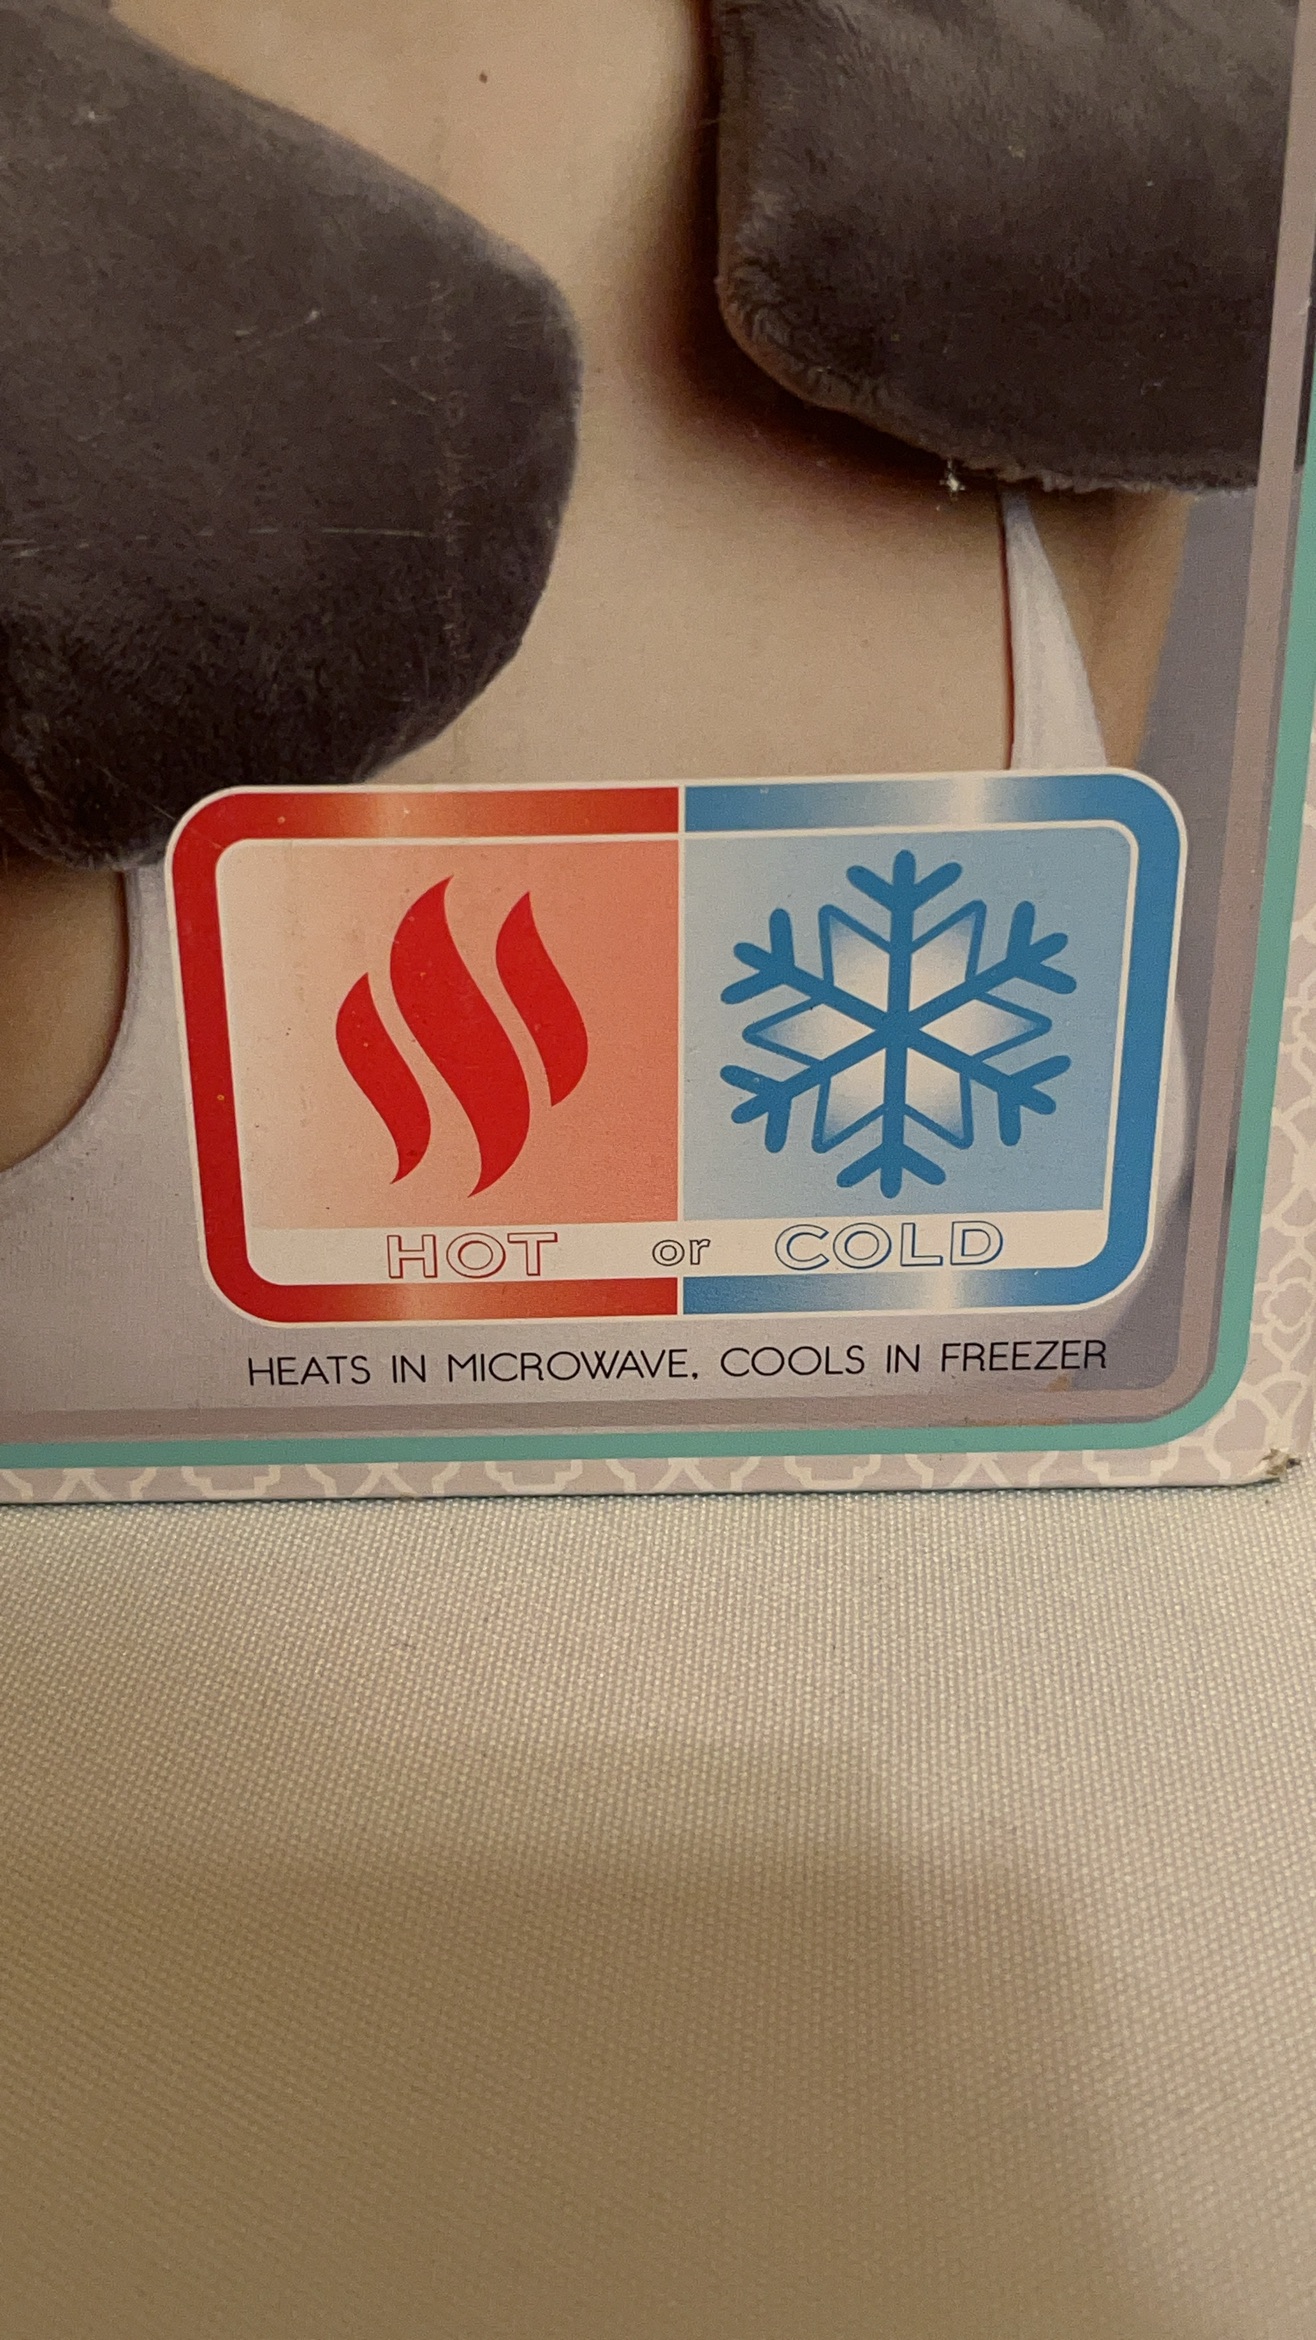 HOT or COLD
HEATS IN MICROWAVE, COOLS IN FREEZER